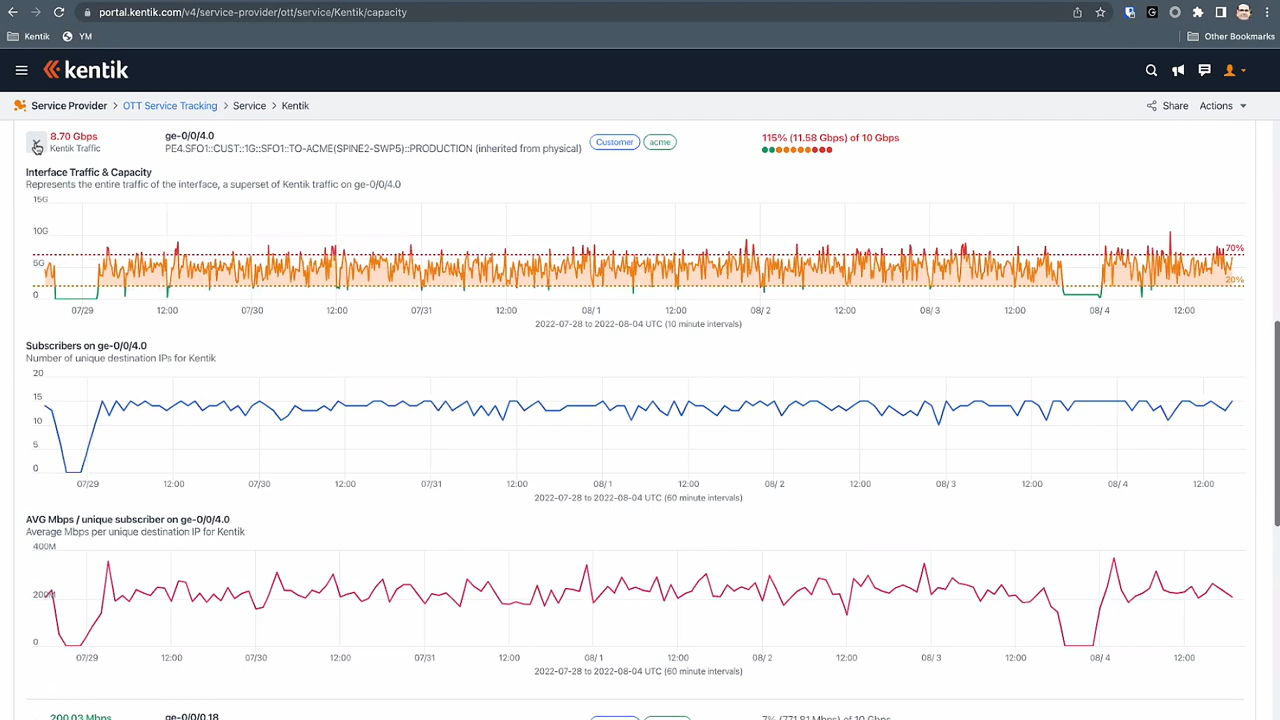 portal.kentik.com/v4/service-provider/ott/service/Kentik/capacity
Kentik YM Other Bookmarks
kentik
Service Provider > OTT Service Tracking > Service > Kentik Share Actions
8.70 Gbps ge-0/0/4.0 Customer acme 115% (11.58 Gbps) of 10 Gbps
Kentik Traffic PE4.SFO1::CUST::1G::SFO1::TO-ACME(SPINE2-SWP5)::PRODUCTION (inherited from physical)
Interface Traffic & Capacity
Represents the entire traffic of the interface, a superset of Kentik traffic on ge-0/0/4.0
15G
10G
70%
5G
20%
0
07/29 12:00 07/30 12:00 07/31 12:00 08/ 1 12:00 08/ 2 12:00 08/ 3 12:00 08/ 4 12:00
2022-07-28 to 2022-08-04 UTC (10 minute intervals)
Subscribers on ge-0/0/4.0
Number of unique destination IPs for Kentik
20
15
10
5
0
07/29 12:00 07/30 12:00 07/31 12:00 08/ 1 12:00 08/ 2 12:00 08/ 3 12:00 08/ 4 12:00
2022-07-28 to 2022-08-04 UTC (60 minute intervals)
AVG Mbps / unique subscriber on ge-0/0/4.0
Average Mbps per unique destination IP for Kentik
400M
200M
0
07/29 12:00 07/30 12:00 07/31 12:00 08/ 1 12:00 08/ 2 12:00 08/ 3 12:00 08/ 4 12:00
2022-07-28 to 2022-08-04 UTC (60 minute intervals)
200.03 Mbps ge-0/0/0.18 7% (771.81 Mbps) of 10 Gbps